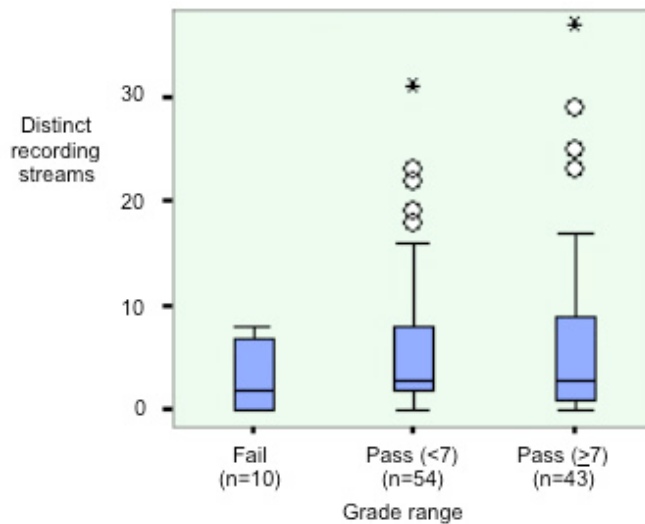 30
Distinct
recording
streams
20
10
0
Fail
(n=10)
Pass (<7)
(n=54)
Pass (≥7)
(n=43)
Grade range